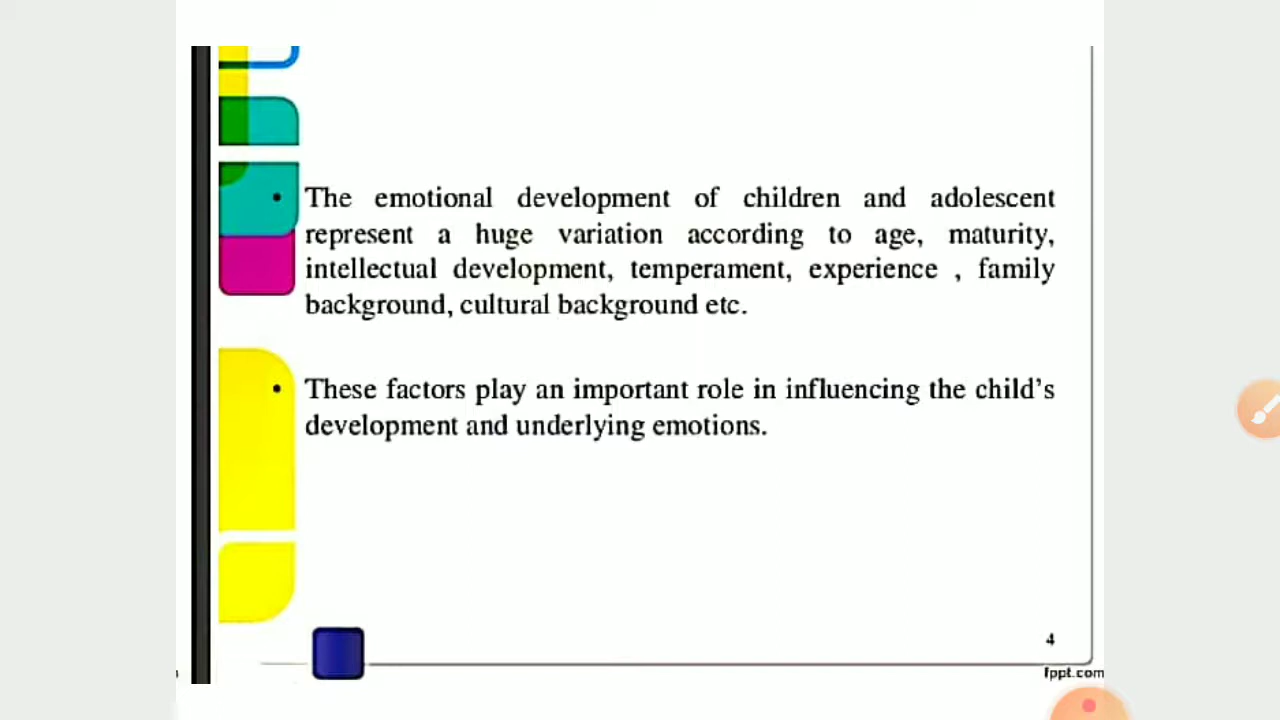 • The emotional development of children and adolescent
represent a huge variation according to age, maturity,
intellectual development, temperament, experience , family
background, cultural background etc.
• These factors play an important role in influencing the child’s
development and underlying emotions.
4
fppt.com